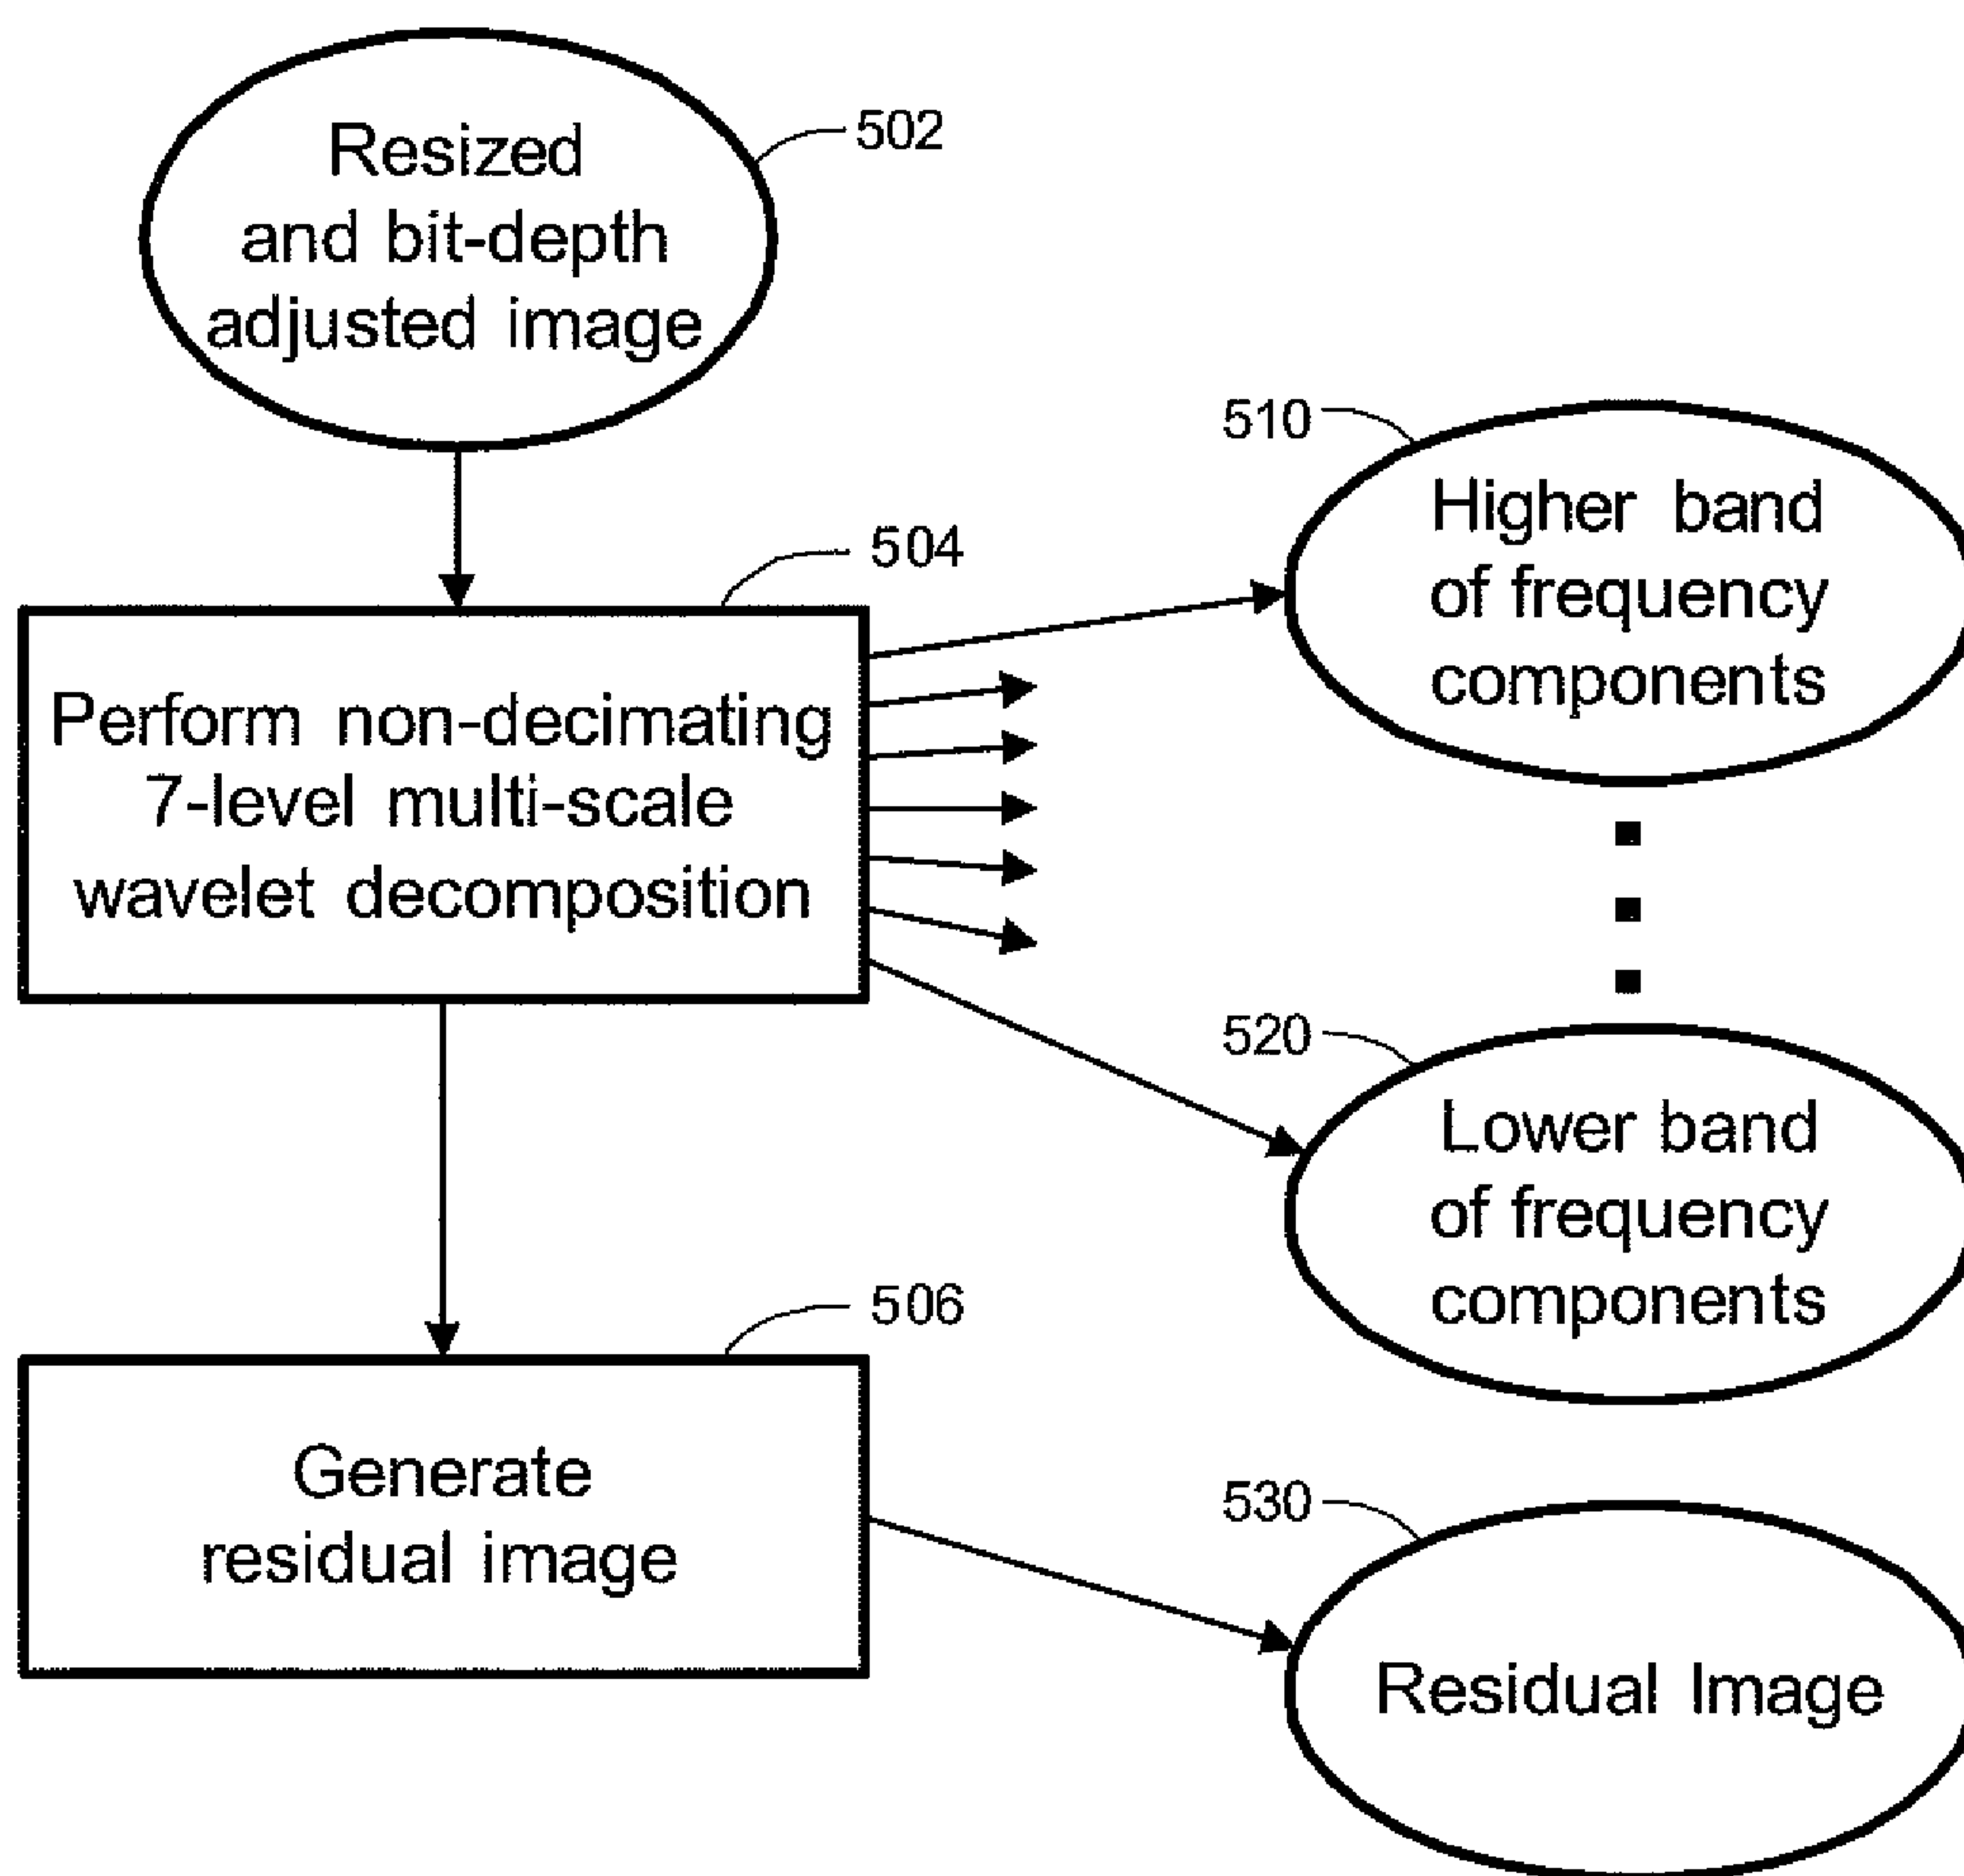 Resized
and bit-depth
adjusted image
502
504
Perform non-decimating
7-level multi-scale
wavelet decomposition
510
Higher band
of frequency
components
520
Lower band
of frequency
components
506
Generate
residual image
530
Residual Image